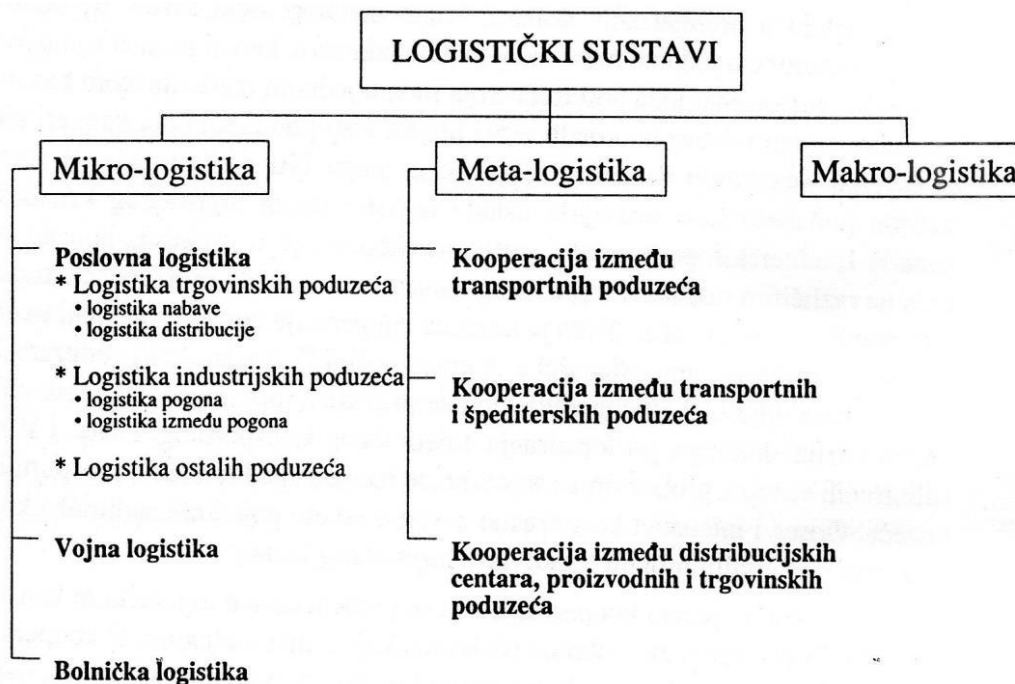 LOGISTIČKI SUSTAVI
Mikro-logistika
Meta-logistika
Makro-logistika
Poslovna logistika
* Logistika trgovinskih poduzeća
• logistika nabave
• logistika distribucije
* Logistika industrijskih poduzeća
• logistika pogona
• logistika između pogona
* Logistika ostalih poduzeća
Vojna logistika
Bolnička logistika
Kooperacija između
transportnih poduzeća
Kooperacija između transportnih
i špediterskih poduzeća
Kooperacija između distribucijskih
centara, proizvodnih i trgovinskih
poduzeća